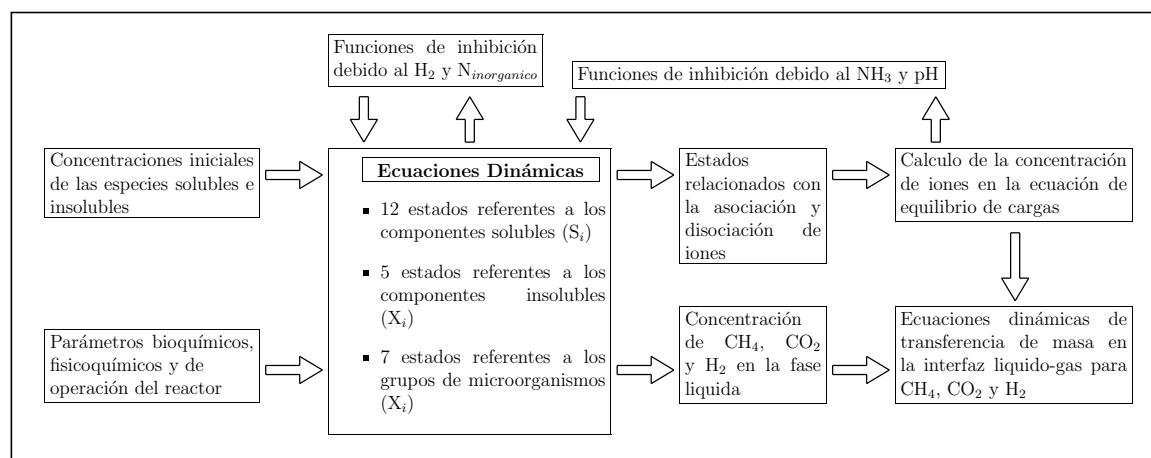 Funciones de inhibición
debido al H₂ y N_inorganico
Funciones de inhibición debido al NH₃ y pH
Concentraciones iniciales
de las especies solubles e
insolubles
Ecuaciones Dinámicas
▪ 12 estados referentes a los
componentes solubles (Sᵢ)
▪ 5 estados referentes a los
componentes insolubles
(Xᵢ)
▪ 7 estados referentes a los
grupos de microorganismos
(Xᵢ)
Estados
relacionados con
la asociación y
disociación de
iones
Calculo de la concentración
de iones en la ecuación de
equilibrio de cargas
Parámetros bioquímicos,
fisicoquímicos y de
operación del reactor
Concentración
de CH₄, CO₂
y H₂ en la fase
liquida
Ecuaciones dinámicas de
transferencia de masa en
la interfaz liquido-gas para
CH₄, CO₂ y H₂